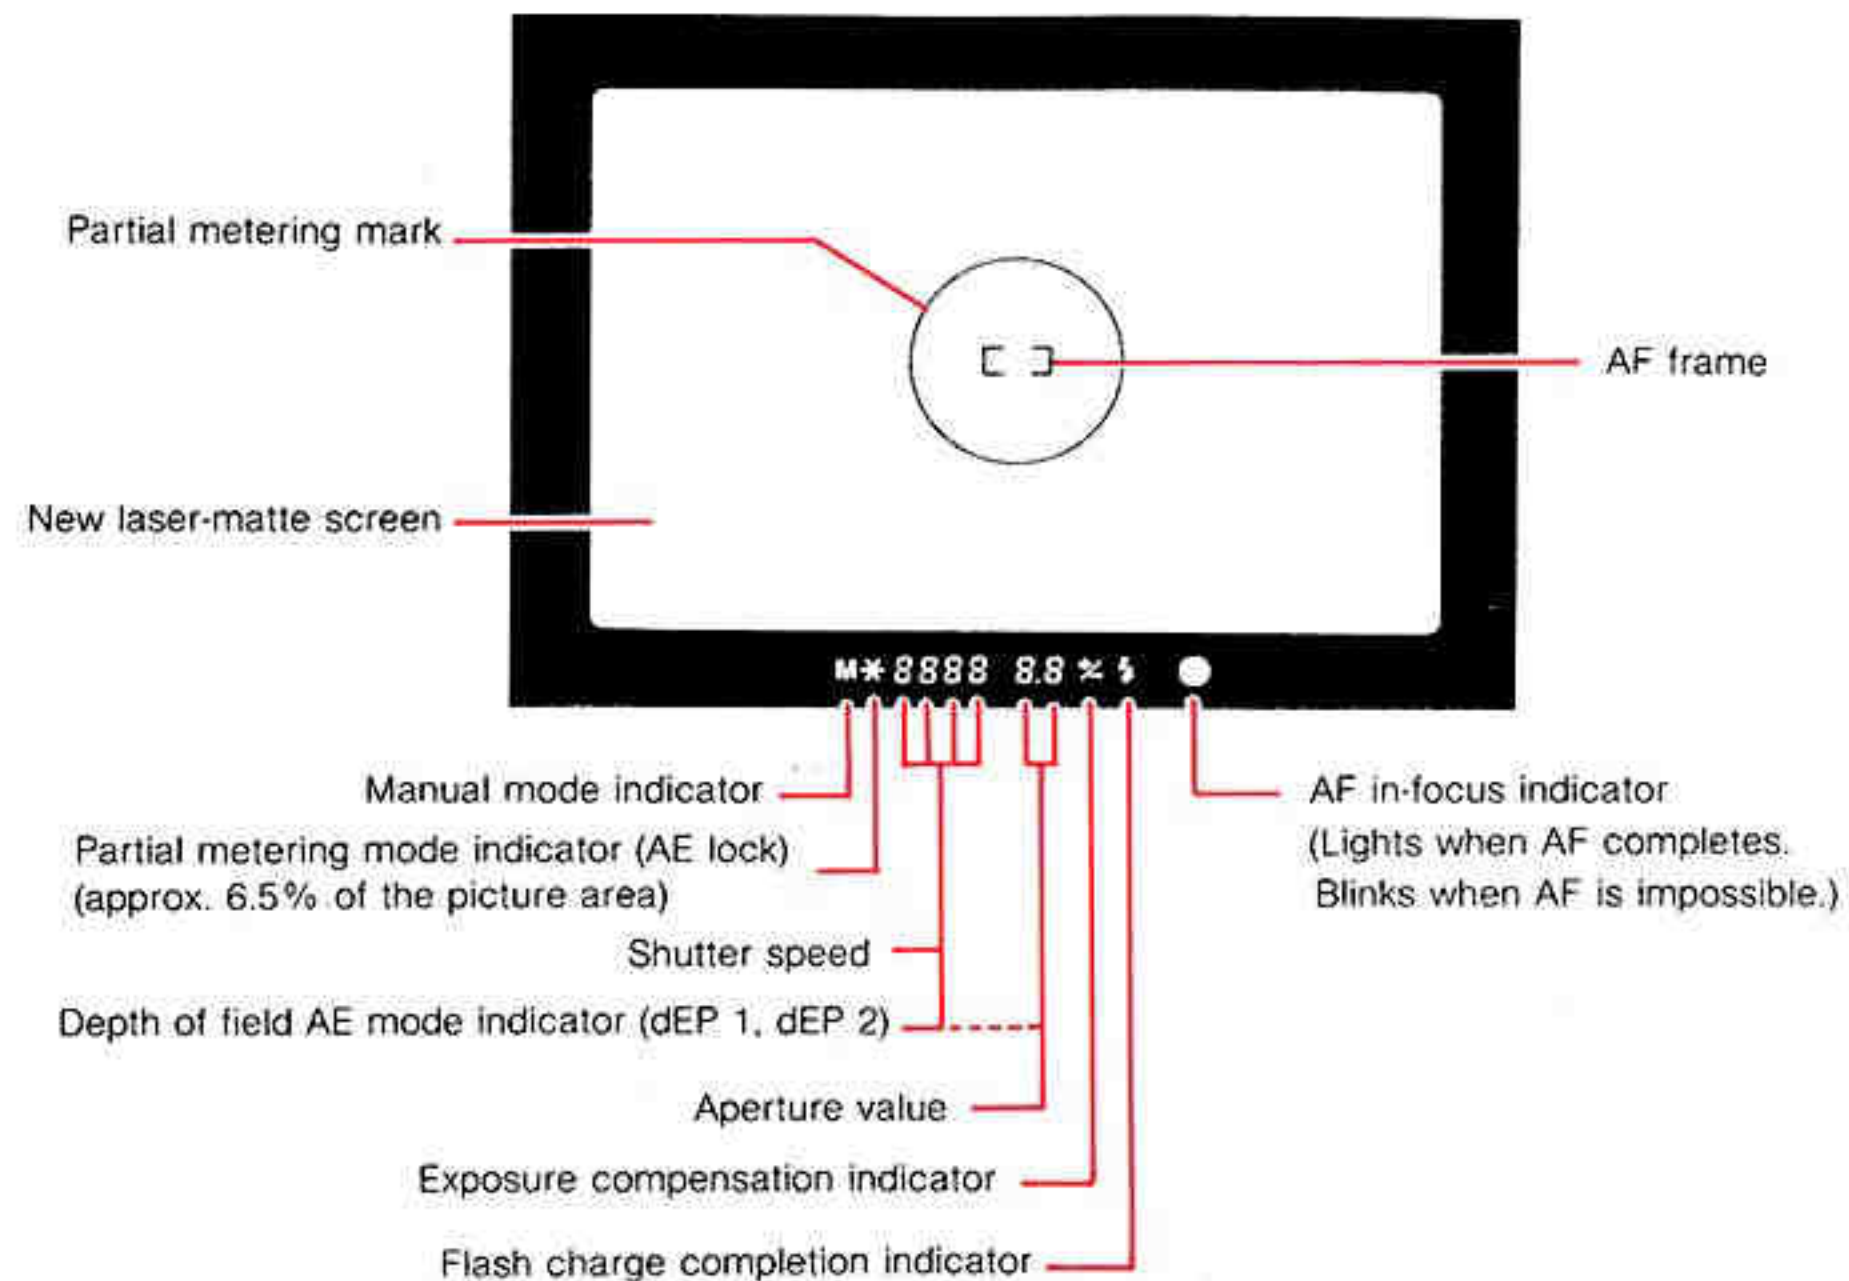 Partial metering mark
AF frame
New laser-matte screen
M* 8888 8.8
Manual mode indicator
AF in-focus indicator
Partial metering mode indicator (AE lock)
(Lights when AF completes.
(approx. 6.5% of the picture area)
Blinks when AF is impossible.)
Shutter speed
Depth of field AE mode indicator (dEP 1, dEP 2)
Aperture value
Exposure compensation indicator
Flash charge completion indicator